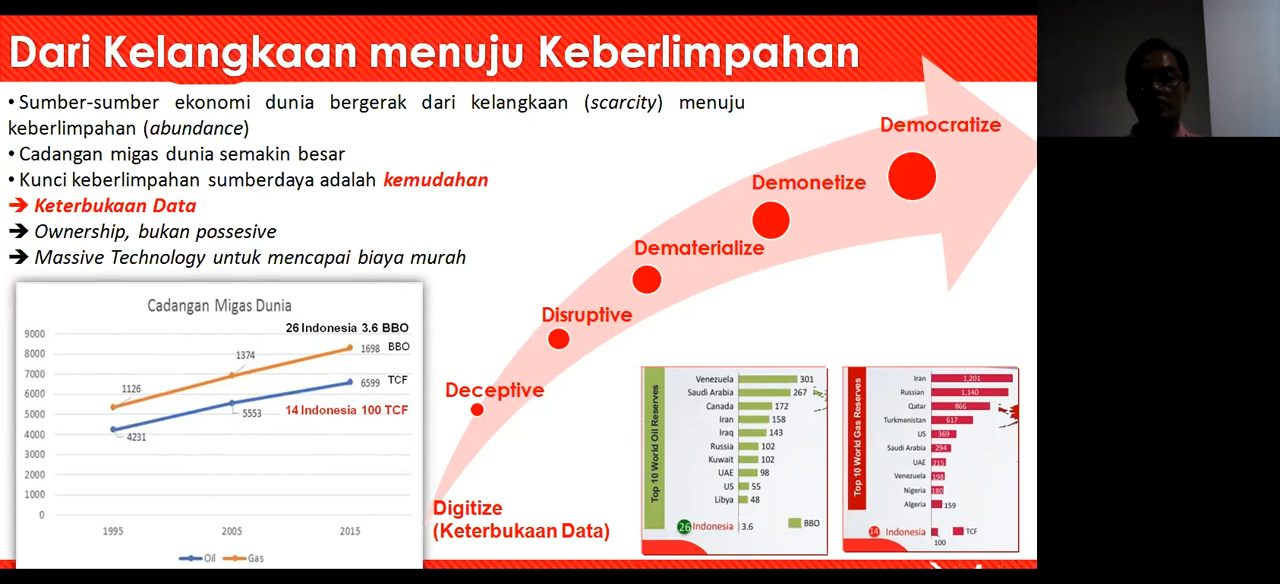 Dari Kelangkaan menuju Keberlimpahan
• Sumber-sumber ekonomi dunia bergerak dari kelangkaan (scarcity) menuju
keberlimpahan (abundance)
• Cadangan migas dunia semakin besar
• Kunci keberlimpahan sumberdaya adalah kemudahan
➔ Keterbukaan Data
➔ Ownership, bukan possesive
➔ Massive Technology untuk mencapai biaya murah
Democratize
Demonetize
Dematerialize
Disruptive
Deceptive
Digitize
(Keterbukaan Data)
Cadangan Migas Dunia
26 Indonesia 3.6 BBO
9000
8000
7000
6000
5000
4000
3000
2000
1000
0
1126
1374
1698 BBO
6599 TCF
5553
4231
14 Indonesia 100 TCF
1995 2005 2015
Oil Gas
Top 10 World Oil Reserves
Venezuela 301
Saudi Arabia 267
Canada 172
Iran 158
Iraq 143
Russia 102
Kuwait 102
UAE 98
US 55
Libya 48
26 Indonesia 3.6
BBO
Top 10 World Gas Reserves
Iran 1,201
Russian 1,140
Qatar 866
Turkmenistan 617
US 369
Saudi Arabia 294
UAE 215
Venezuela 198
Nigeria 180
Algeria 159
14 Indonesia 100
TCF